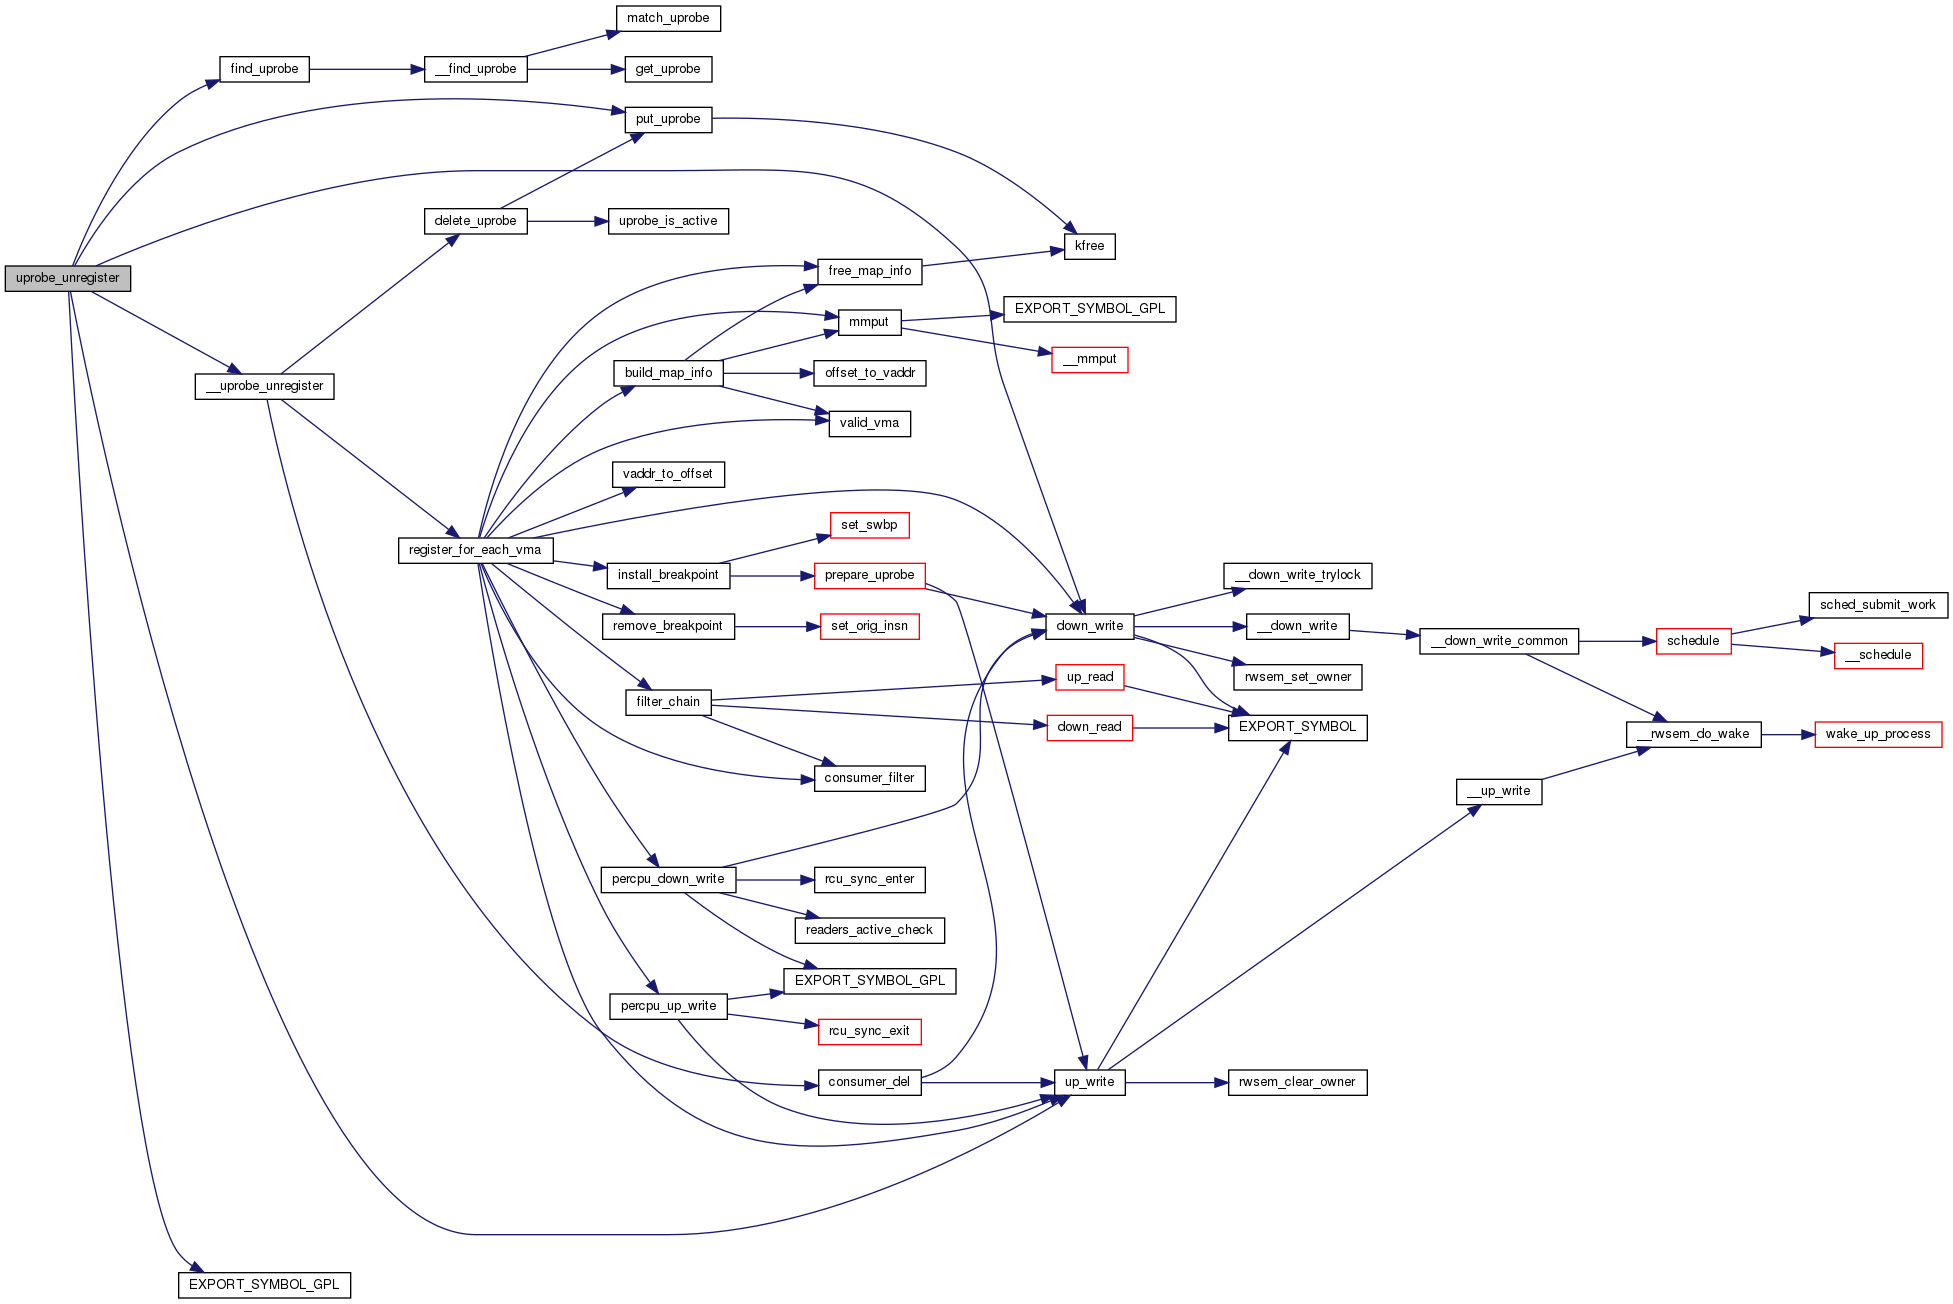 match_uprobe
find_uprobe
__find_uprobe
get_uprobe
put_uprobe
delete_uprobe
uprobe_is_active
kfree
uprobe_unregister
free_map_info
EXPORT_SYMBOL_GPL
mmput
__mmput
__uprobe_unregister
build_map_info
offset_to_vaddr
valid_vma
vaddr_to_offset
set_swbp
register_for_each_vma
install_breakpoint
prepare_uprobe
__down_write_trylock
sched_submit_work
remove_breakpoint
set_orig_insn
down_write
__down_write
__down_write_common
schedule
__schedule
up_read
rwsem_set_owner
filter_chain
down_read
EXPORT_SYMBOL
__rwsem_do_wake
wake_up_process
consumer_filter
__up_write
percpu_down_write
rcu_sync_enter
readers_active_check
EXPORT_SYMBOL_GPL
percpu_up_write
rcu_sync_exit
consumer_del
up_write
rwsem_clear_owner
EXPORT_SYMBOL_GPL